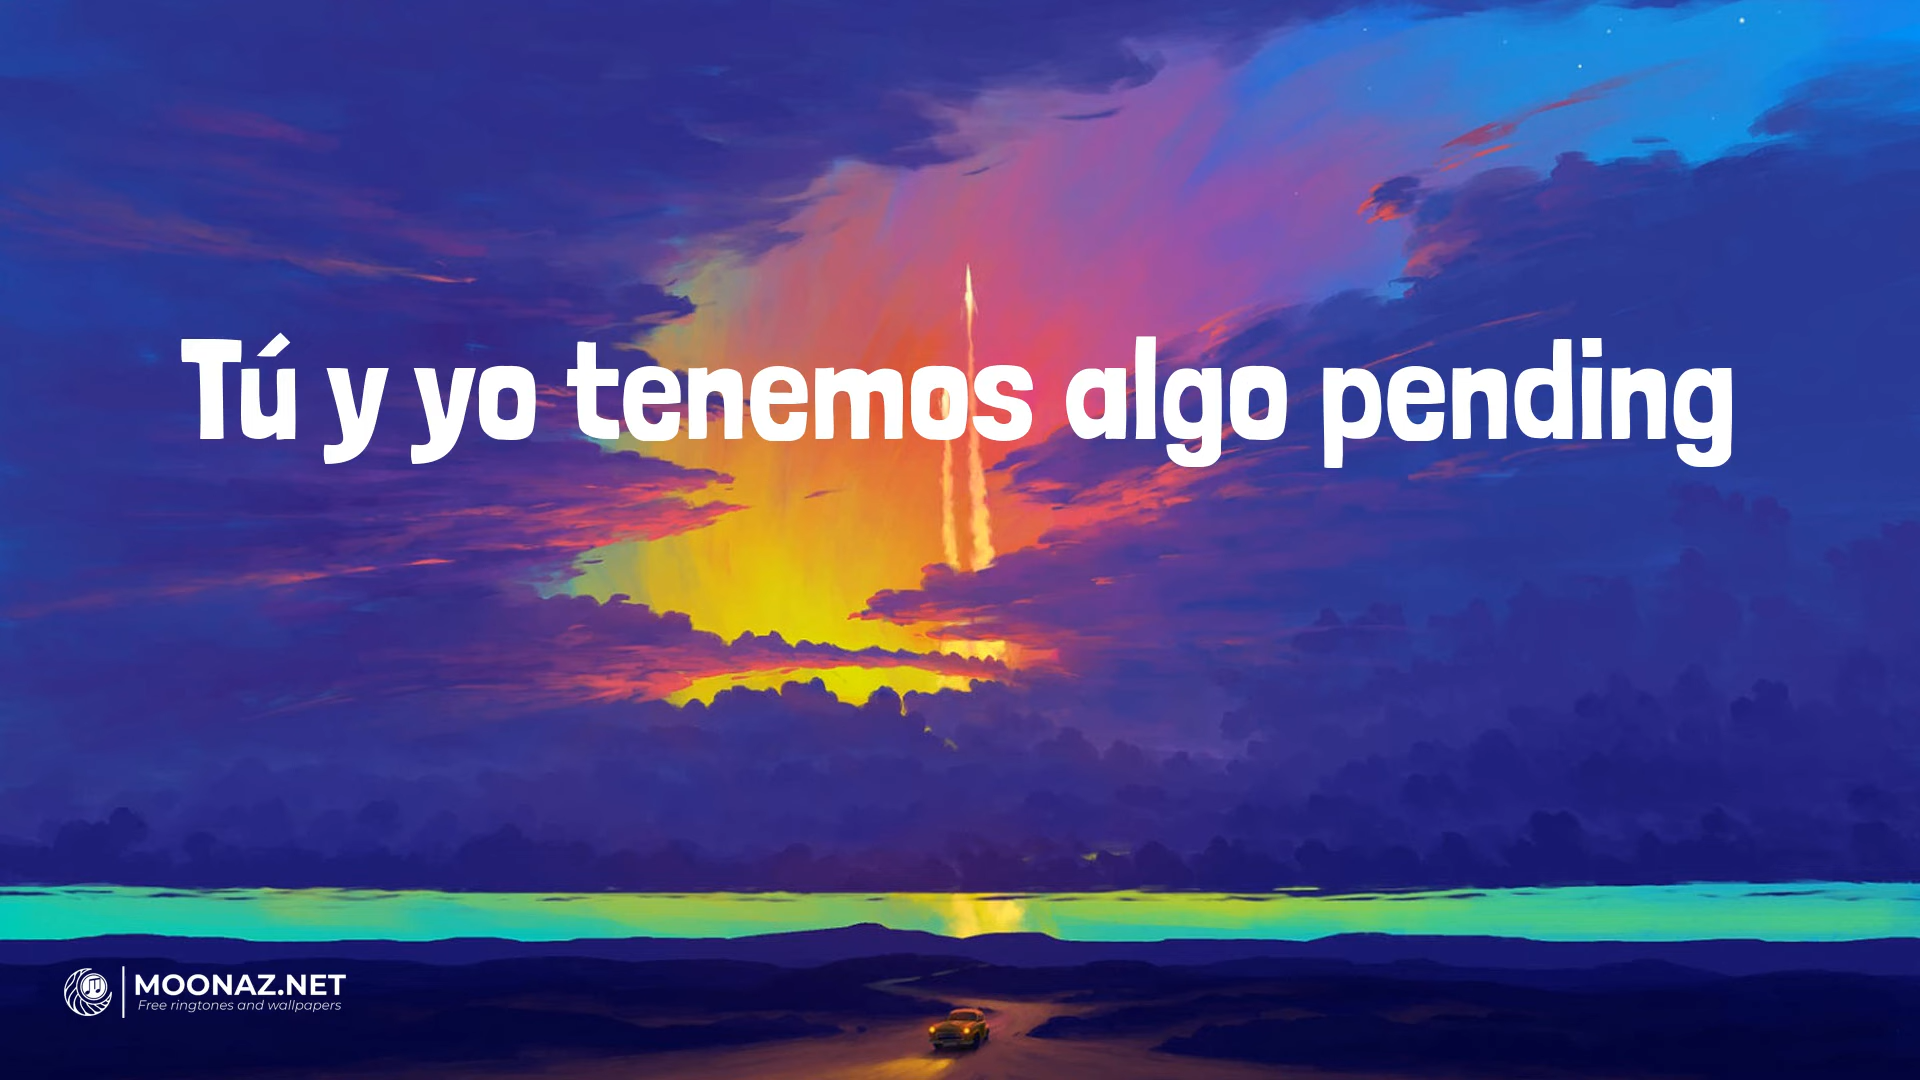 Tú y yo tenemos algo pending
MOONAZ.NET
Free ringtones and wallpapers